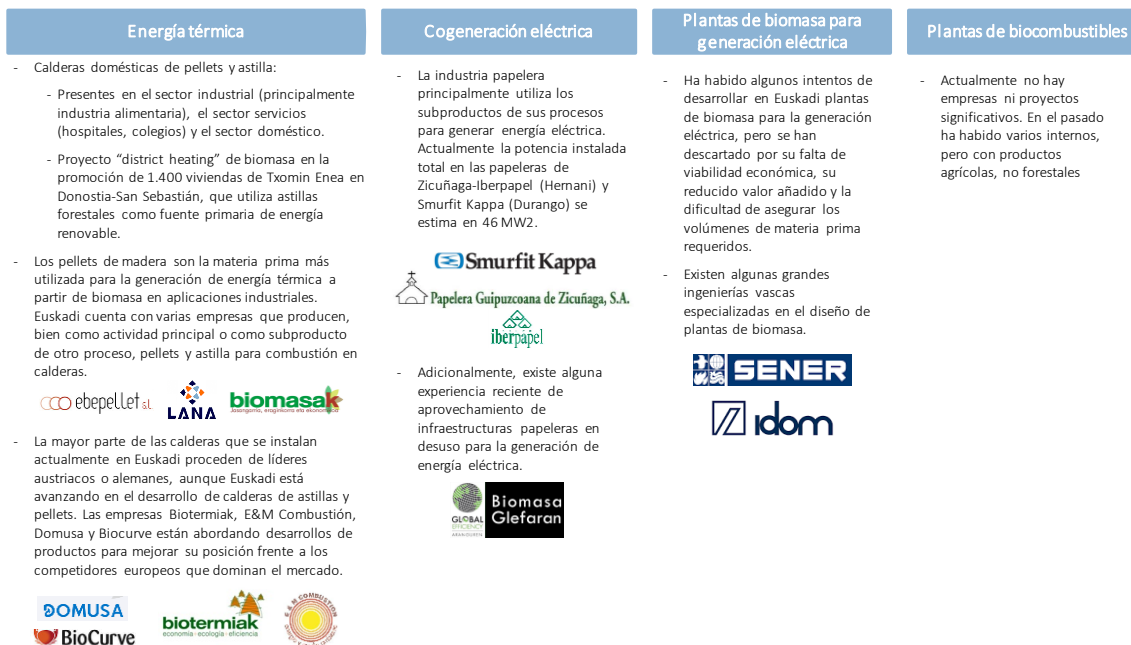 Energía térmica
- Calderas domésticas de pellets y astilla:
- Presentes en el sector industrial (principalmente
industria alimentaria), el sector servicios
(hospitales, colegios) y el sector doméstico.
- Proyecto “district heating” de biomasa en la
promoción de 1.400 viviendas de Txomin Enea en
Donostia-San Sebastián, que utiliza astillas
forestales como fuente primaria de energía
renovable.
- Los pellets de madera son la materia prima más
utilizada para la generación de energía térmica a
partir de biomasa en aplicaciones industriales.
Euskadi cuenta con varias empresas que producen,
bien como actividad principal o como subproducto
de otro proceso, pellets y astilla para combustión en
calderas.
ebepellet s.l.
LANA
biomasak
Jasangarria, eraginkorra eta ekonomikoa
- La mayor parte de las calderas que se instalan
actualmente en Euskadi proceden de líderes
austriacos o alemanes, aunque Euskadi está
avanzando en el desarrollo de calderas de astillas y
pellets. Las empresas Biotermiak, E&M Combustión,
Domusa y Biocurve están abordando desarrollos de
productos para mejorar su posición frente a los
competidores europeos que dominan el mercado.
DOMUSA
BioCurve
biotermiak
economía · ecología · eficiencia
E & M COMBUSTION
Cogeneración eléctrica
- La industria papelera
principalmente utiliza los
subproductos de sus procesos
para generar energía eléctrica.
Actualmente la potencia instalada
total en las papeleras de
Zicuñaga-Iberpapel (Hernani) y
Smurfit Kappa (Durango) se
estima en 46 MW2.
Smurfit Kappa
Papelera Guipuzcoana de Zicuñaga, S.A.
iberpapel
- Adicionalmente, existe alguna
experiencia reciente de
aprovechamiento de
infraestructuras papeleras en
desuso para la generación de
energía eléctrica.
GLOBAL
EFFICIENCY
ARANGUREN
Biomasa
Glefaran
Plantas de biomasa para
generación eléctrica
- Ha habido algunos intentos de
desarrollar en Euskadi plantas
de biomasa para la generación
eléctrica, pero se han
descartado por su falta de
viabilidad económica, su
reducido valor añadido y la
dificultad de asegurar los
volúmenes de materia prima
requeridos.
- Existen algunas grandes
ingenierías vascas
especializadas en el diseño de
plantas de biomasa.
SENER
idom
Plantas de biocombustibles
- Actualmente no hay
empresas ni proyectos
significativos. En el pasado
ha habido varios internos,
pero con productos
agrícolas, no forestales